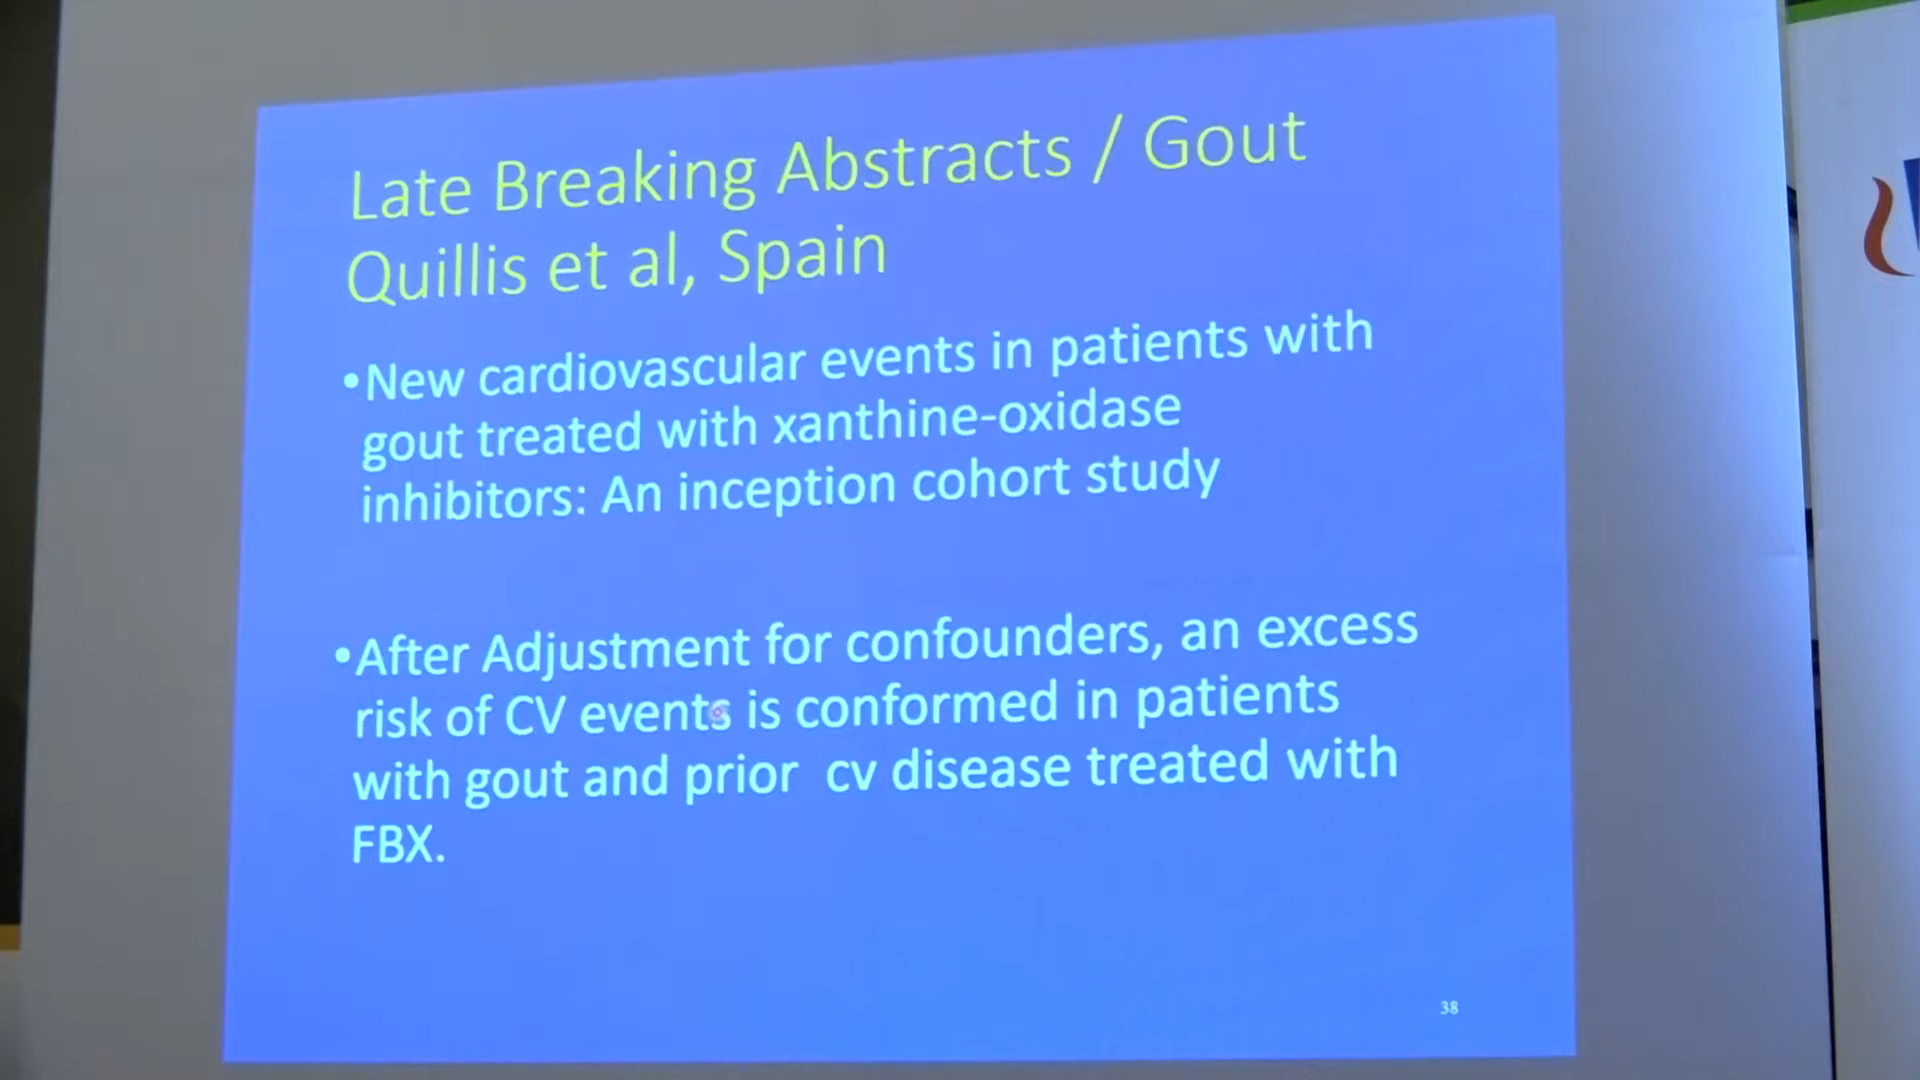 Late Breaking Abstracts / Gout
Quillis et al, Spain
•New cardiovascular events in patients with
gout treated with xanthine-oxidase
inhibitors: An inception cohort study
•After Adjustment for confounders, an excess
risk of CV events is conformed in patients
with gout and prior cv disease treated with
FBX.
38